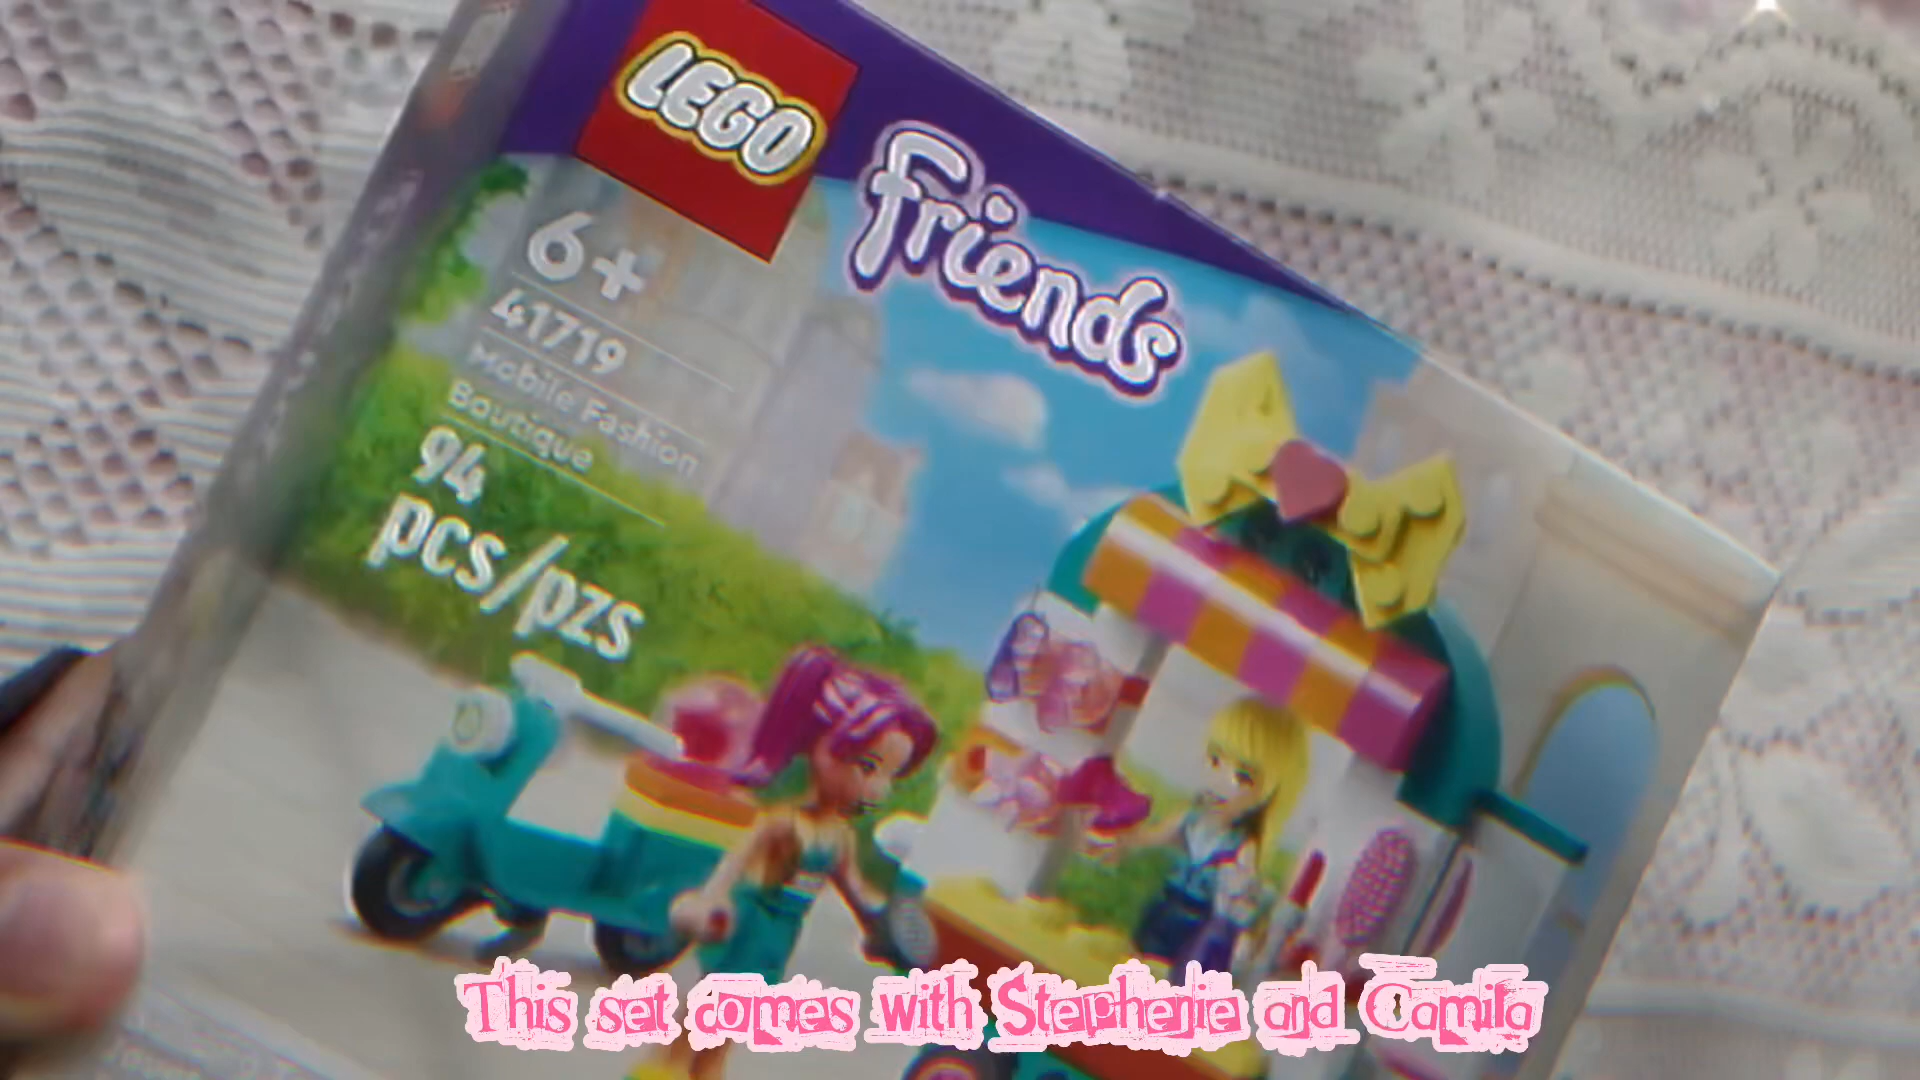 LEGO
friends
6+
41719
Mobile Fashion
Boutique
94
pcs/pzs
This set comes with Stephenie and Camila